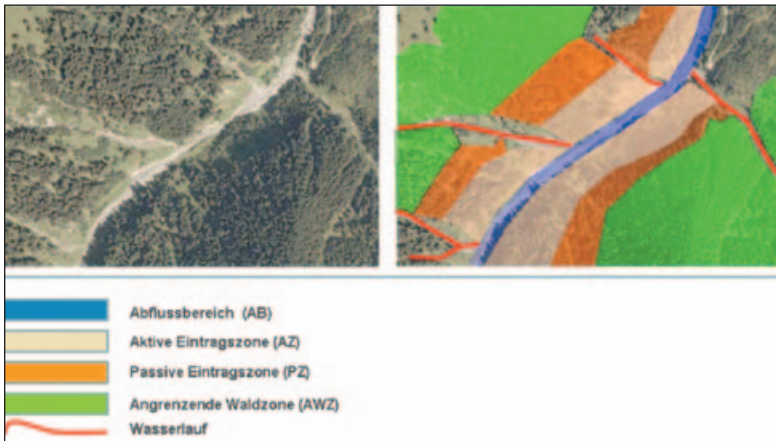 Abflussbereich (AB)
Aktive Eintragszone (AZ)
Passive Eintragszone (PZ)
Angrenzende Waldzone (AWZ)
Wasserlauf